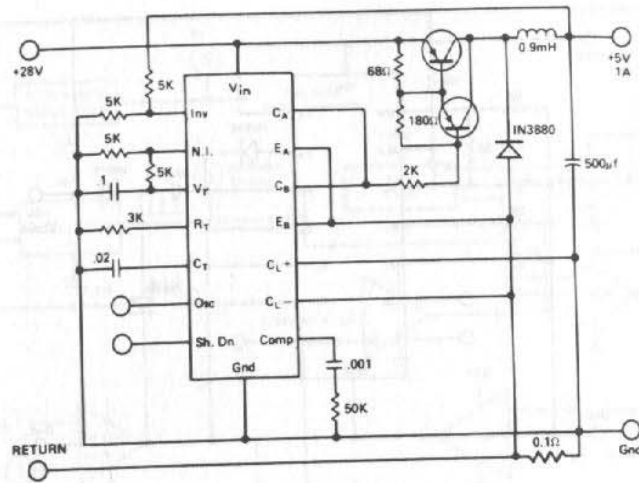 +28V
5K
68Ω
0.9mH
+5V
1A
Vin
5K
Inv
CA
180Ω
5K
N.I.
EA
IN3880
5K
.1
Vr
CB
2K
500μf
3K
RT
EB
.02
CT
CL+
Osc
CL−
Sh. Dn
Comp
.001
Gnd
50K
RETURN
0.1Ω
Gnd